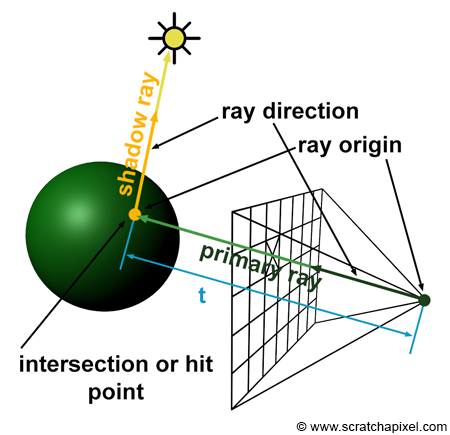 shadow ray
ray direction
ray origin
primary ray
t
intersection or hit
point
© www.scratchapixel.com